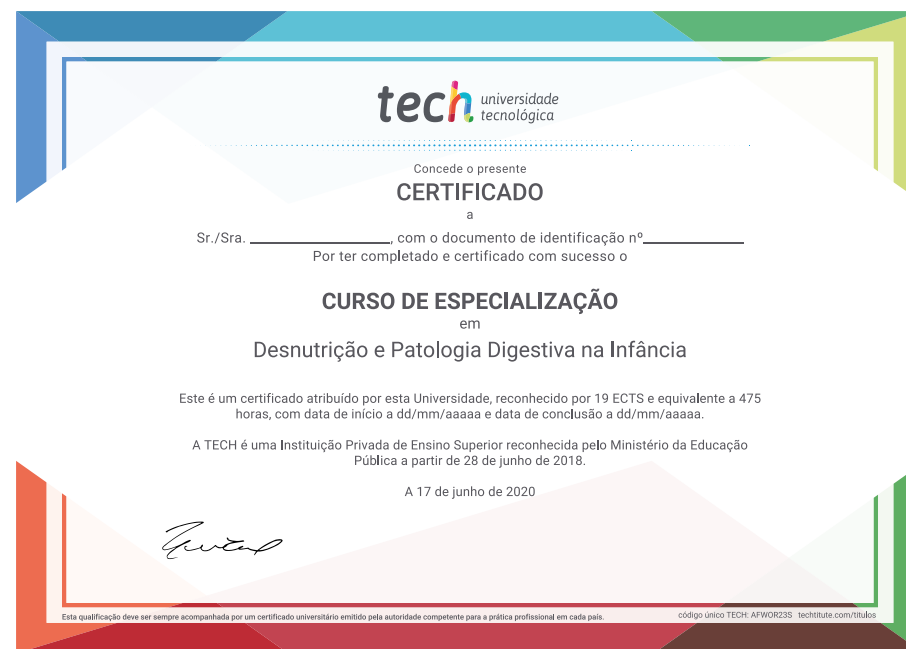 tech universidade
tecnológica
Concede o presente
CERTIFICADO
a
Sr./Sra. ____________________, com o documento de identificação nº______________
Por ter completado e certificado com sucesso o
CURSO DE ESPECIALIZAÇÃO
em
Desnutrição e Patologia Digestiva na Infância
Este é um certificado atribuído por esta Universidade, reconhecido por 19 ECTS e equivalente a 475
horas, com data de início a dd/mm/aaaaa e data de conclusão a dd/mm/aaaaa.
A TECH é uma Instituição Privada de Ensino Superior reconhecida pelo Ministério da Educação
Pública a partir de 28 de junho de 2018.
A 17 de junho de 2020
Esta qualificação deve ser sempre acompanhada por um certificado universitário emitido pela autoridade competente para a prática profissional em cada país.
código único TECH: AFWOR23S techtitute.com/titulos